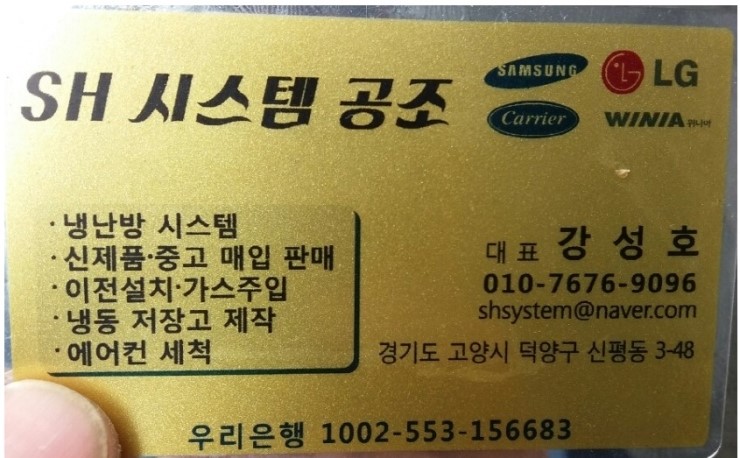 SH 시스템 공조
SAMSUNG
LG
Carrier
WINIA 위니아
·냉난방 시스템
·신제품·중고 매입 판매
·이전설치·가스주입
·냉동 저장고 제작
·에어컨 세척
대표 강성호
010-7676-9096
shsystem@naver.com
경기도 고양시 덕양구 신평동 3-48
우리은행 1002-553-156683